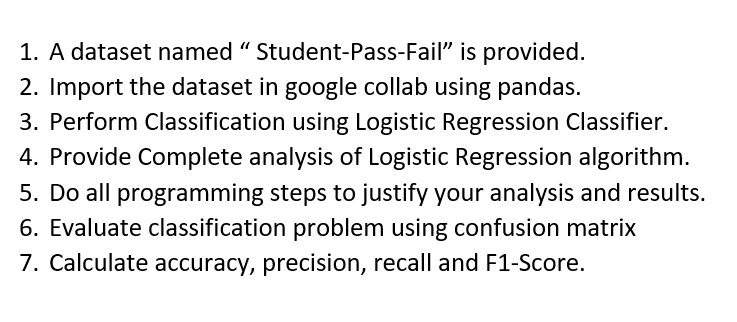 1. A dataset named “ Student-Pass-Fail” is provided.
2. Import the dataset in google collab using pandas.
3. Perform Classification using Logistic Regression Classifier.
4. Provide Complete analysis of Logistic Regression algorithm.
5. Do all programming steps to justify your analysis and results.
6. Evaluate classification problem using confusion matrix
7. Calculate accuracy, precision, recall and F1-Score.